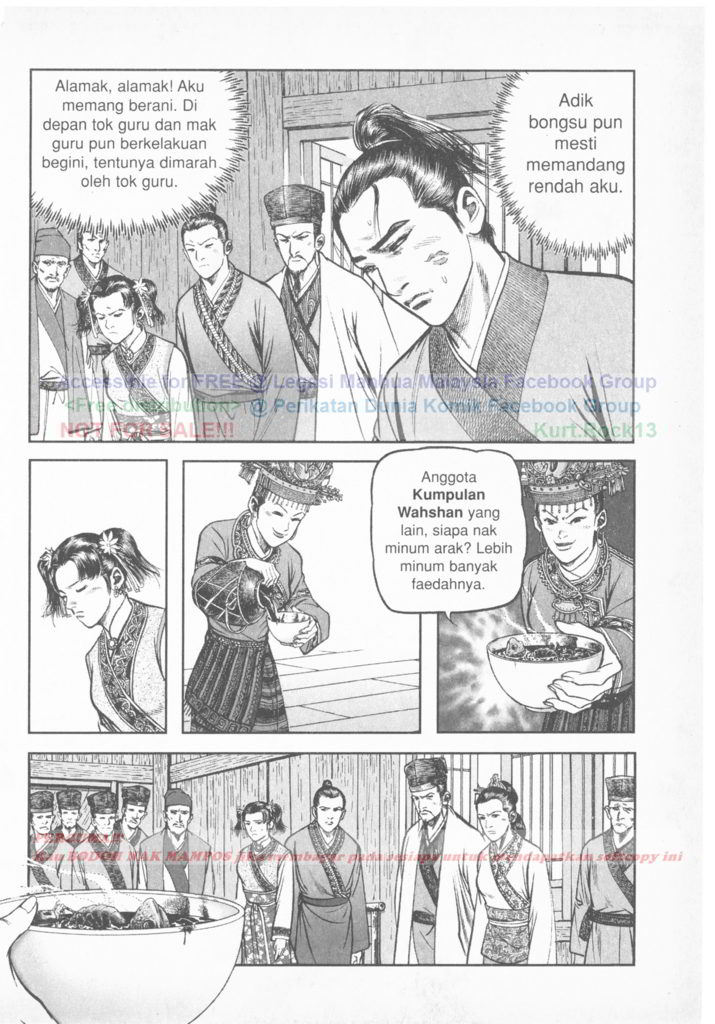 Alamak, alamak! Aku
memang berani. Di
depan tok guru dan mak
guru pun berkelakuan
begini, tentunya dimarah
oleh tok guru.
Adik
bongsu pun
mesti
memandang
rendah aku.
Accessible for FREE @ Legasi Manhua Malaysia Facebook Group
<Free distribution> @ Perikatan Dunia Komik Facebook Group
NOT FOR SALE!!! Kurt.Rock13
Anggota
Kumpulan
Wahshan yang
lain, siapa nak
minum arak? Lebih
minum banyak
faedahnya.
PERCUMA!!
kau BODOH NAK MAMPOS jika membayar pada sesiapa untuk mendapatkan softcopy ini